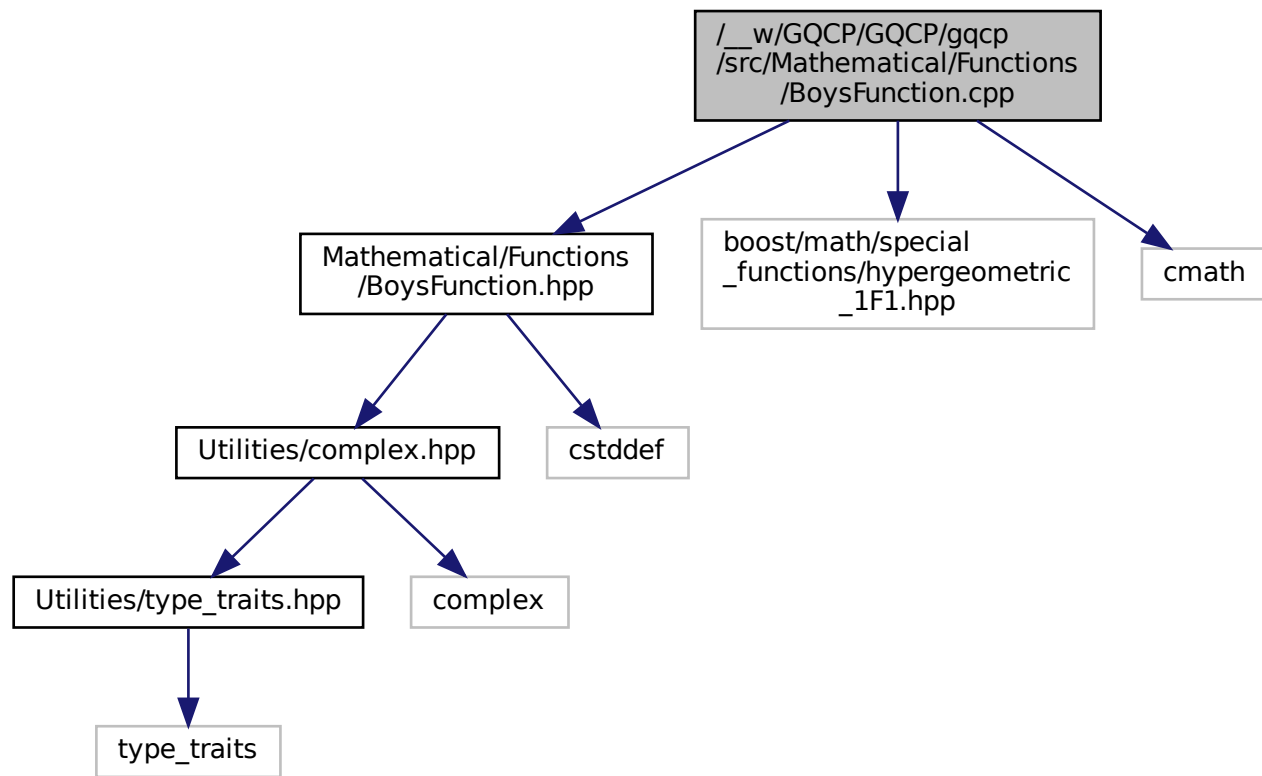 /__w/GQCP/GQCP/gqcp
/src/Mathematical/Functions
/BoysFunction.cpp
Mathematical/Functions
/BoysFunction.hpp
boost/math/special
_functions/hypergeometric
_1F1.hpp
cmath
Utilities/complex.hpp
cstddef
Utilities/type_traits.hpp
complex
type_traits